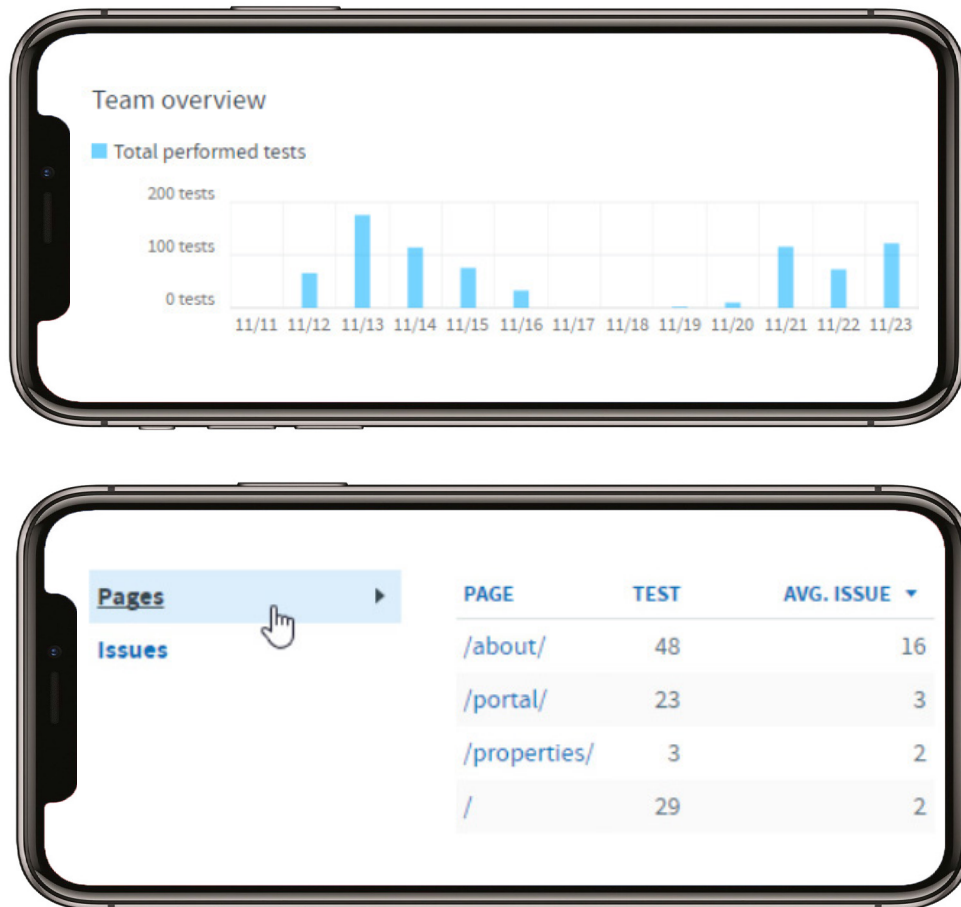 Team overview
Total performed tests
200 tests
100 tests
0 tests
11/11 11/12 11/13 11/14 11/15 11/16 11/17 11/18 11/19 11/20 11/21 11/22 11/23
Pages
Issues
PAGE TEST AVG. ISSUE
/about/ 48 16
/portal/ 23 3
/properties/ 3 2
/ 29 2